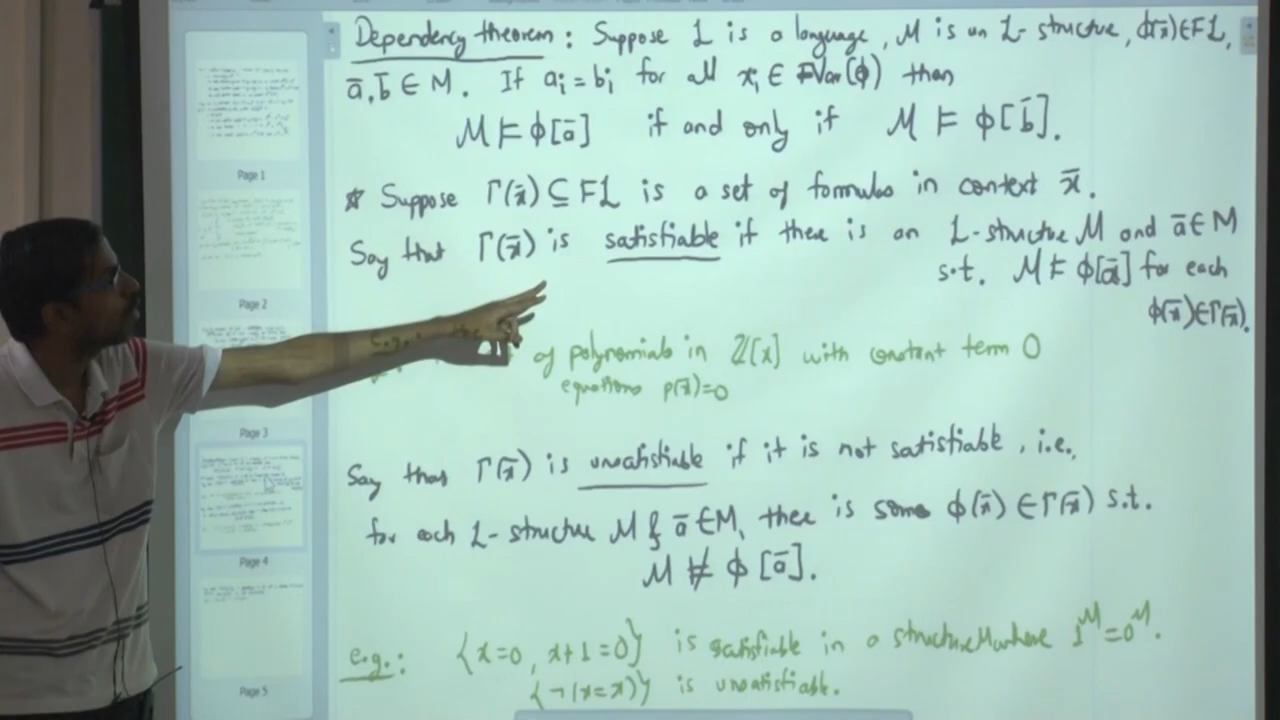 Dependency theorem : Suppose L is a language, M is an L-structure, ϕ(x̄)∈FL,
ā, b̄ ∈ M. If aᵢ = bᵢ for all xᵢ ∈ FVar(ϕ) then
M ⊨ ϕ[ā] if and only if M ⊨ ϕ[b̄].
* Suppose Γ(x̄) ⊆ FL is a set of formulas in context x̄.
Say that Γ(x̄) is satisfiable if there is an L-structure M and ā∈M
s.t. M ⊨ ϕ[ā] for each
ϕ(x̄)∈Γ(x̄).
e.g.: of polynomials in ℤ[x̄] with constant term 0
equations p(x̄)=0
Say that Γ(x̄) is unsatisfiable if it is not satisfiable, i.e.,
for each L-structure M & ā∈M, there is some ϕ(x̄) ∈ Γ(x̄) s.t.
M ⊭ ϕ[ā].
e.g.: {x=0, x+1=0} is satisfiable in a structure M where 1ᴹ=0ᴹ.
{¬(x=x)} is unsatisfiable.
Page 1
Page 2
Page 3
Page 4
Page 5